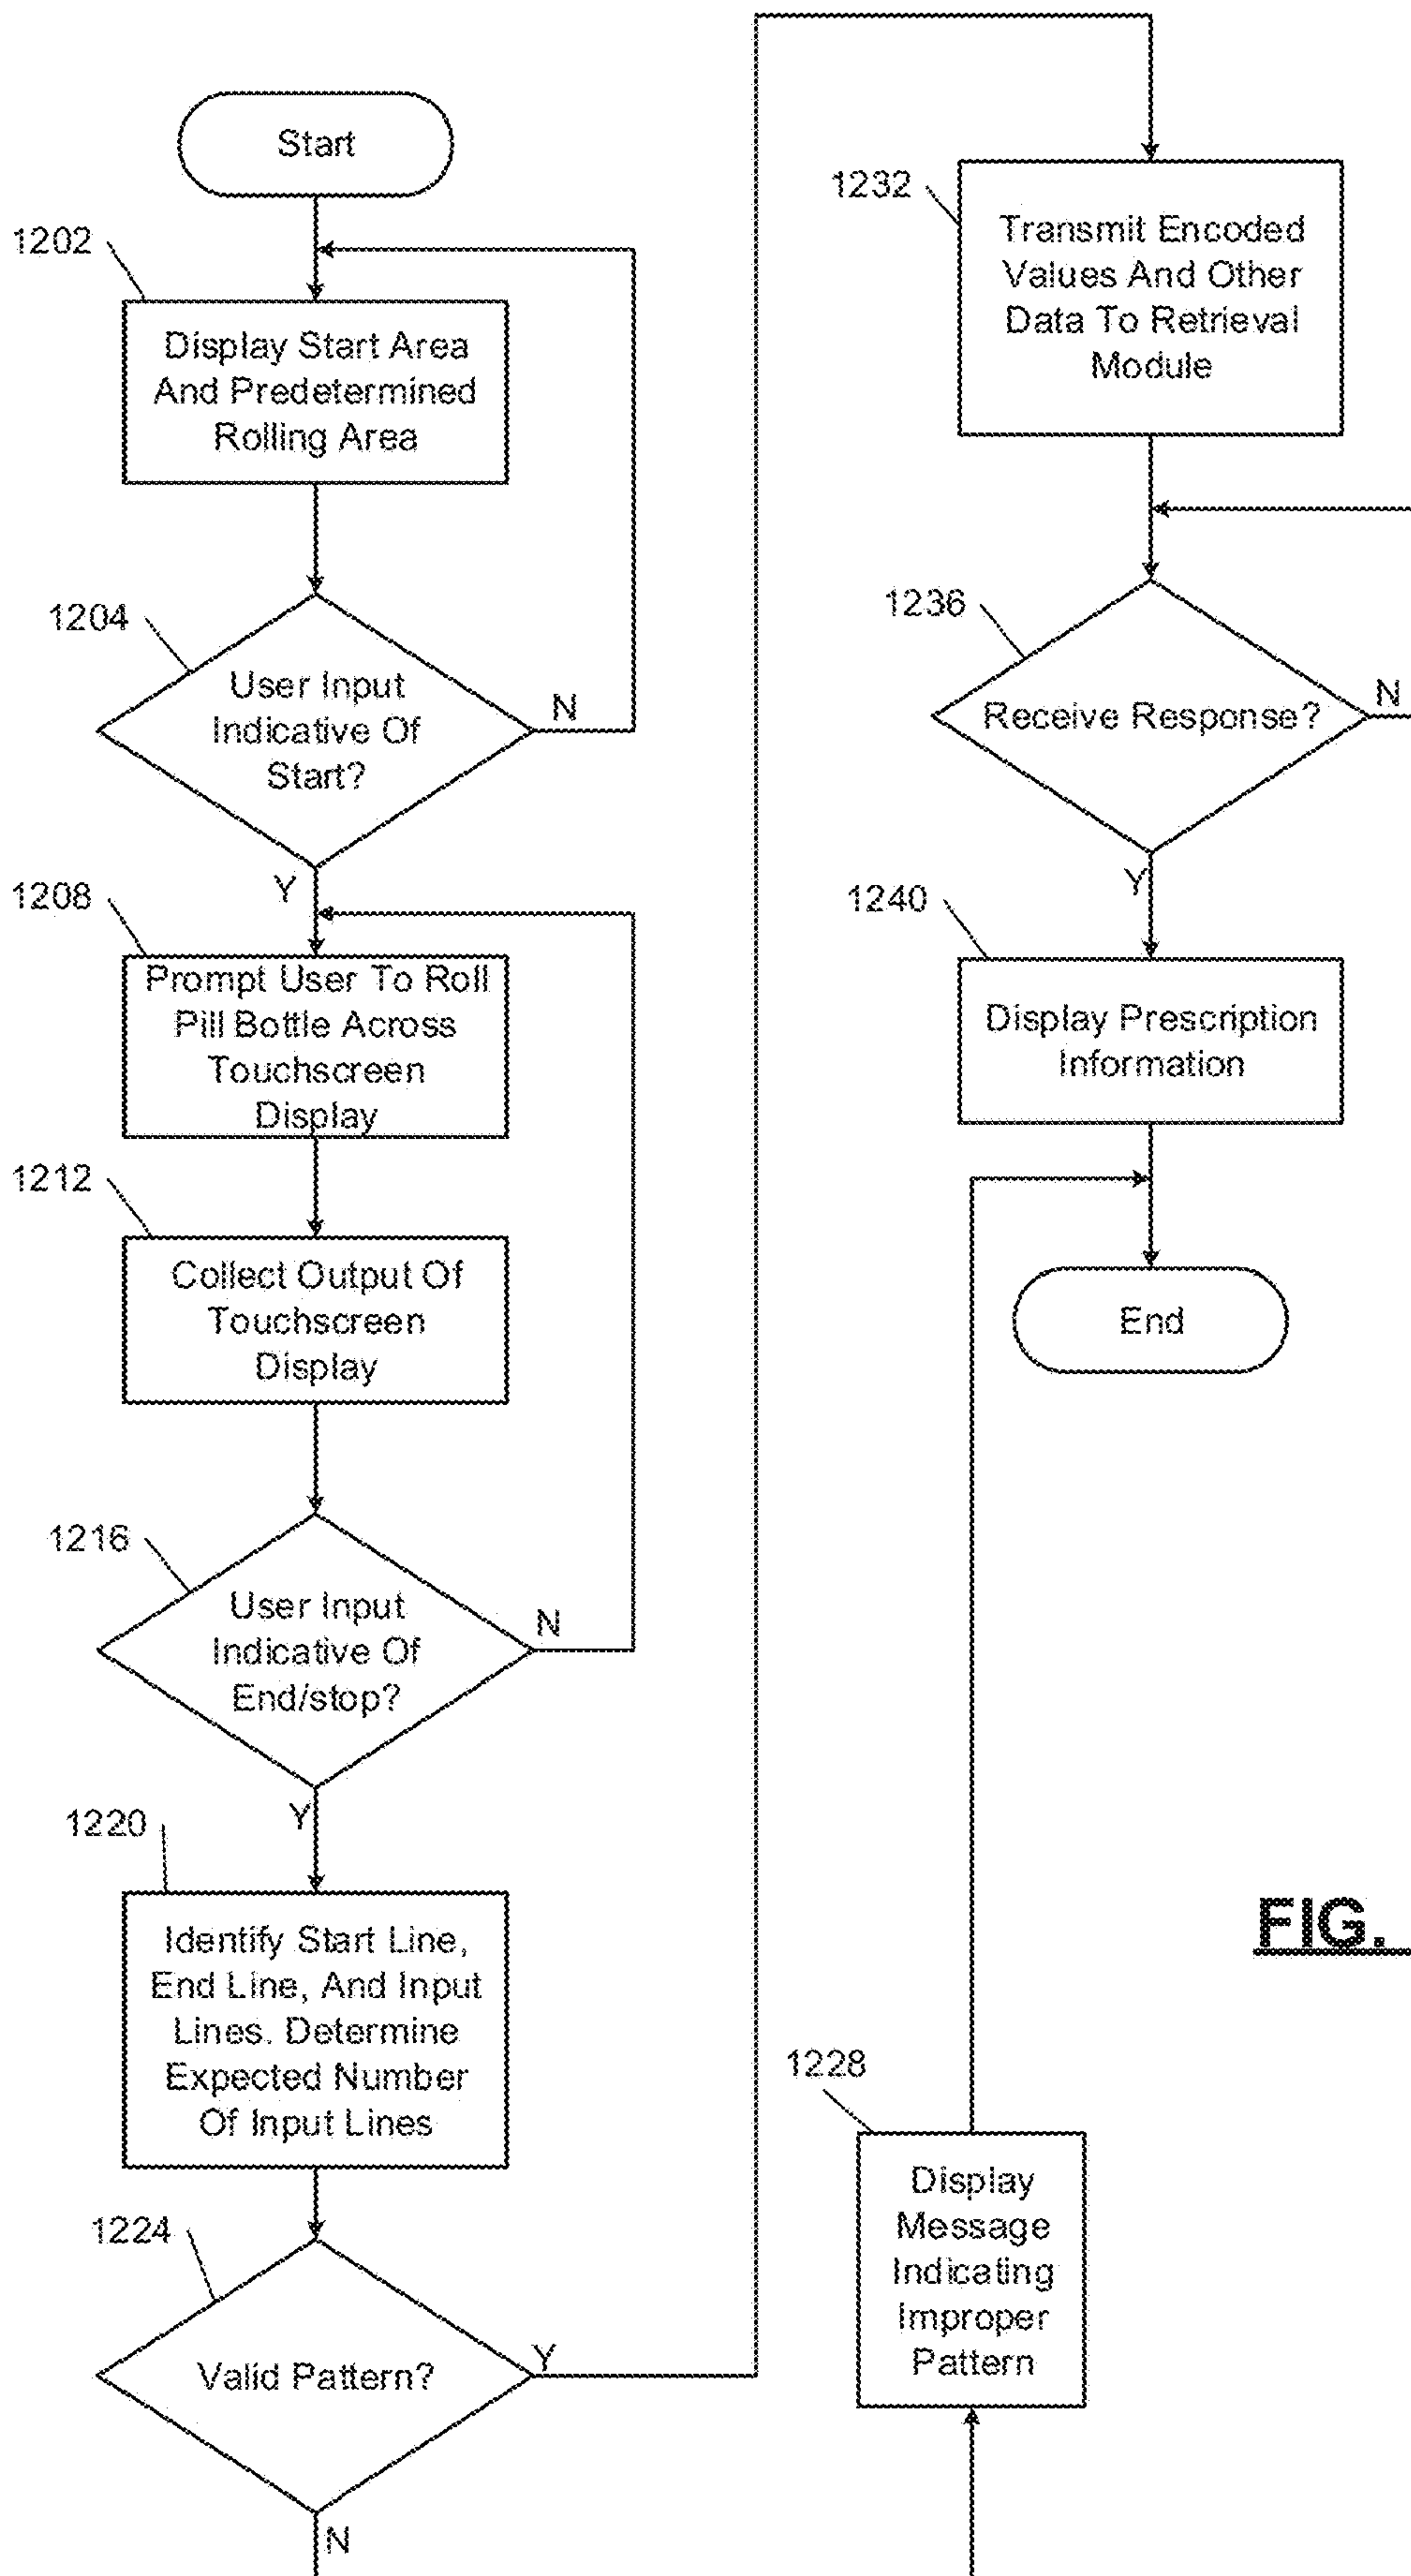 Start
1202
Display Start Area
And Predetermined
Rolling Area
1204
User Input
Indicative Of
Start?
N
Y
1208
Prompt User To Roll
Pill Bottle Across
Touchscreen
Display
1212
Collect Output Of
Touchscreen
Display
1216
User Input
Indicative Of
End/stop?
N
Y
1220
Identify Start Line,
End Line, And Input
Lines. Determine
Expected Number
Of Input Lines
1224
Valid Pattern?
Y
N
1232
Transmit Encoded
Values And Other
Data To Retrieval
Module
1236
Receive Response?
N
Y
1240
Display Prescription
Information
End
1228
Display
Message
Indicating
Improper
Pattern
FIG.